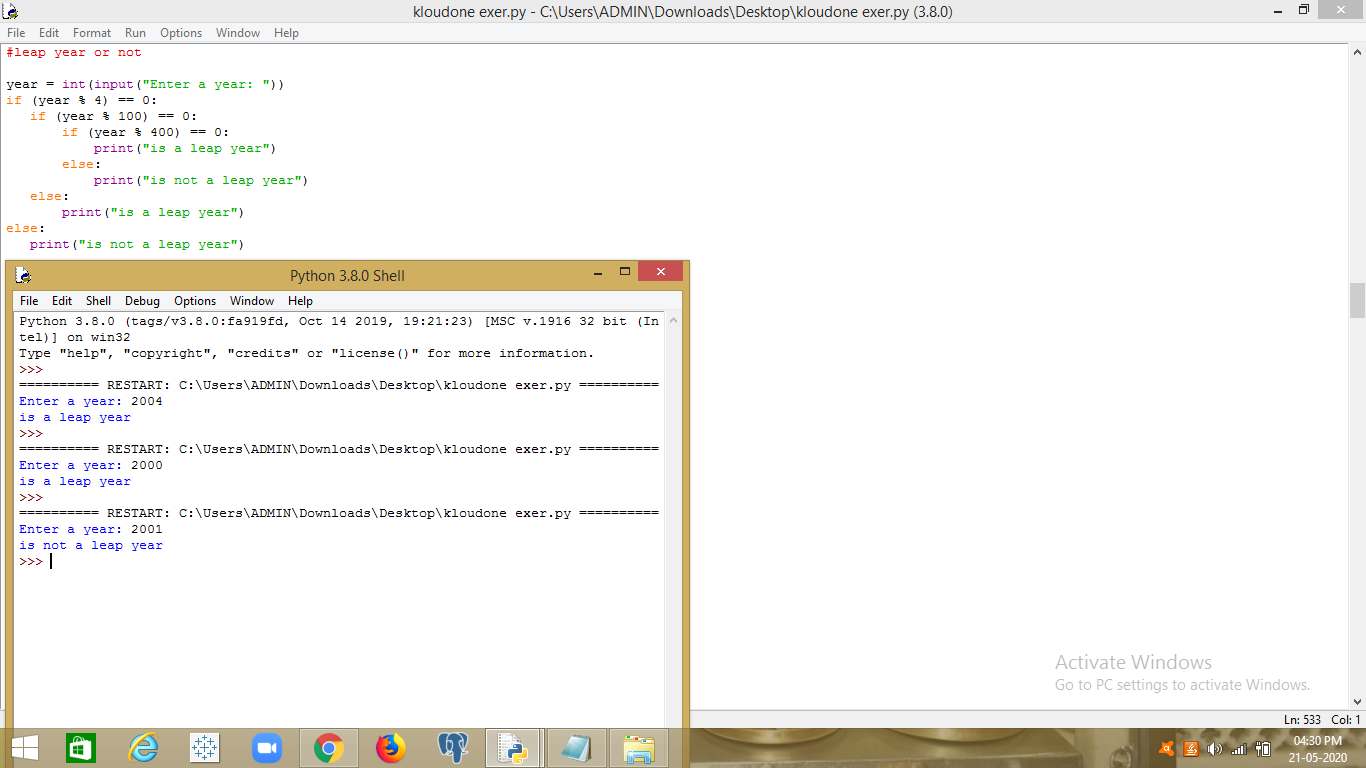 kloudone exer.py - C:\Users\ADMIN\Downloads\Desktop\kloudone exer.py (3.8.0)
File Edit Format Run Options Window Help
#leap year or not
year = int(input("Enter a year: "))
if (year % 4) == 0:
   if (year % 100) == 0:
       if (year % 400) == 0:
           print("is a leap year")
       else:
           print("is not a leap year")
   else:
       print("is a leap year")
else:
   print("is not a leap year")
Python 3.8.0 Shell
File Edit Shell Debug Options Window Help
Python 3.8.0 (tags/v3.8.0:fa919fd, Oct 14 2019, 19:21:23) [MSC v.1916 32 bit (In
tel)] on win32
Type "help", "copyright", "credits" or "license()" for more information.
>>>
========== RESTART: C:\Users\ADMIN\Downloads\Desktop\kloudone exer.py ==========
Enter a year: 2004
is a leap year
>>>
========== RESTART: C:\Users\ADMIN\Downloads\Desktop\kloudone exer.py ==========
Enter a year: 2000
is a leap year
>>>
========== RESTART: C:\Users\ADMIN\Downloads\Desktop\kloudone exer.py ==========
Enter a year: 2001
is not a leap year
>>>
Activate Windows
Go to PC settings to activate Windows.
Ln: 533 Col: 1
04:30 PM
21-05-2020